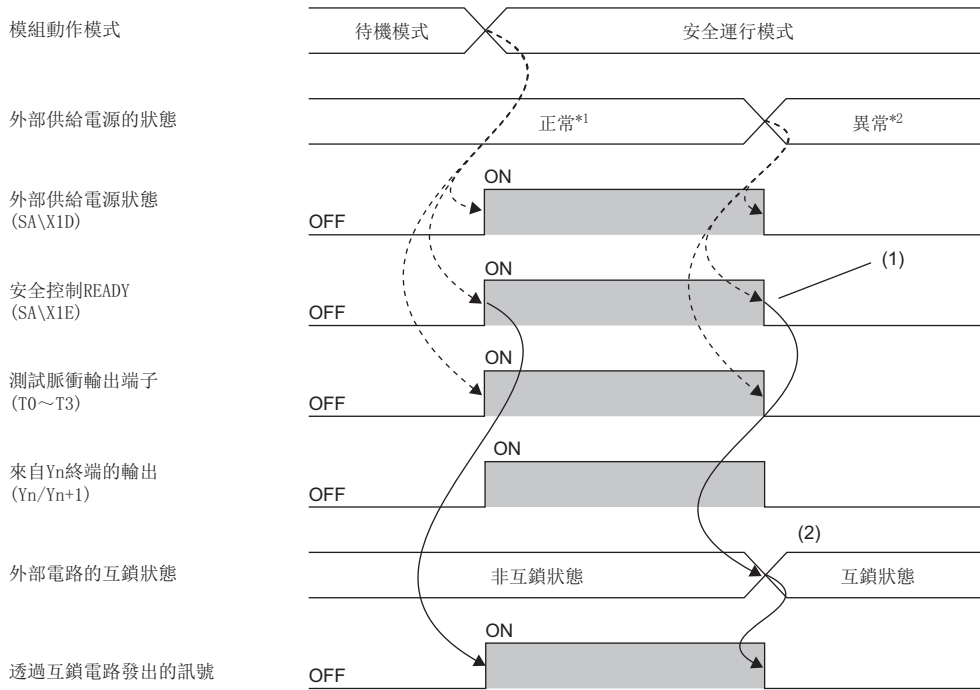 模組動作模式
待機模式
安全運行模式
外部供給電源的狀態
正常*1
異常*2
外部供給電源狀態
(SA\X1D)
ON
OFF
安全控制READY
(SA\X1E)
ON
OFF
(1)
測試脈衝輸出端子
(T0～T3)
ON
OFF
來自Yn終端的輸出
(Yn/Yn+1)
ON
OFF
(2)
外部電路的互鎖狀態
非互鎖狀態
互鎖狀態
透過互鎖電路發出的訊號
ON
OFF